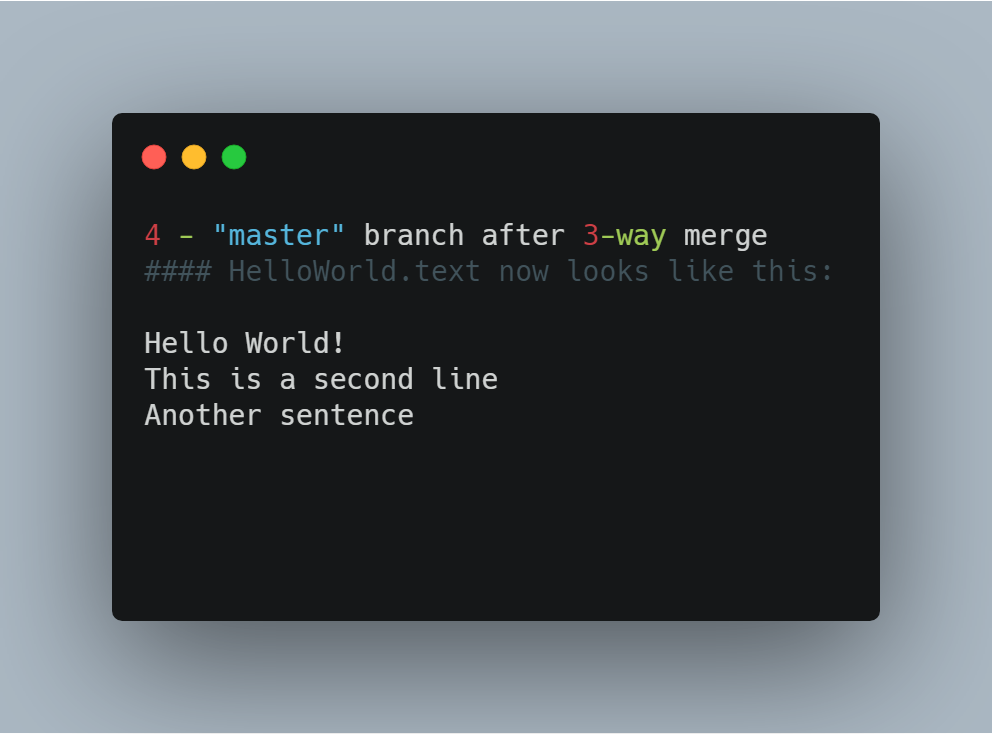 4 - "master" branch after 3-way merge
#### HelloWorld.text now looks like this:
Hello World!
This is a second line
Another sentence